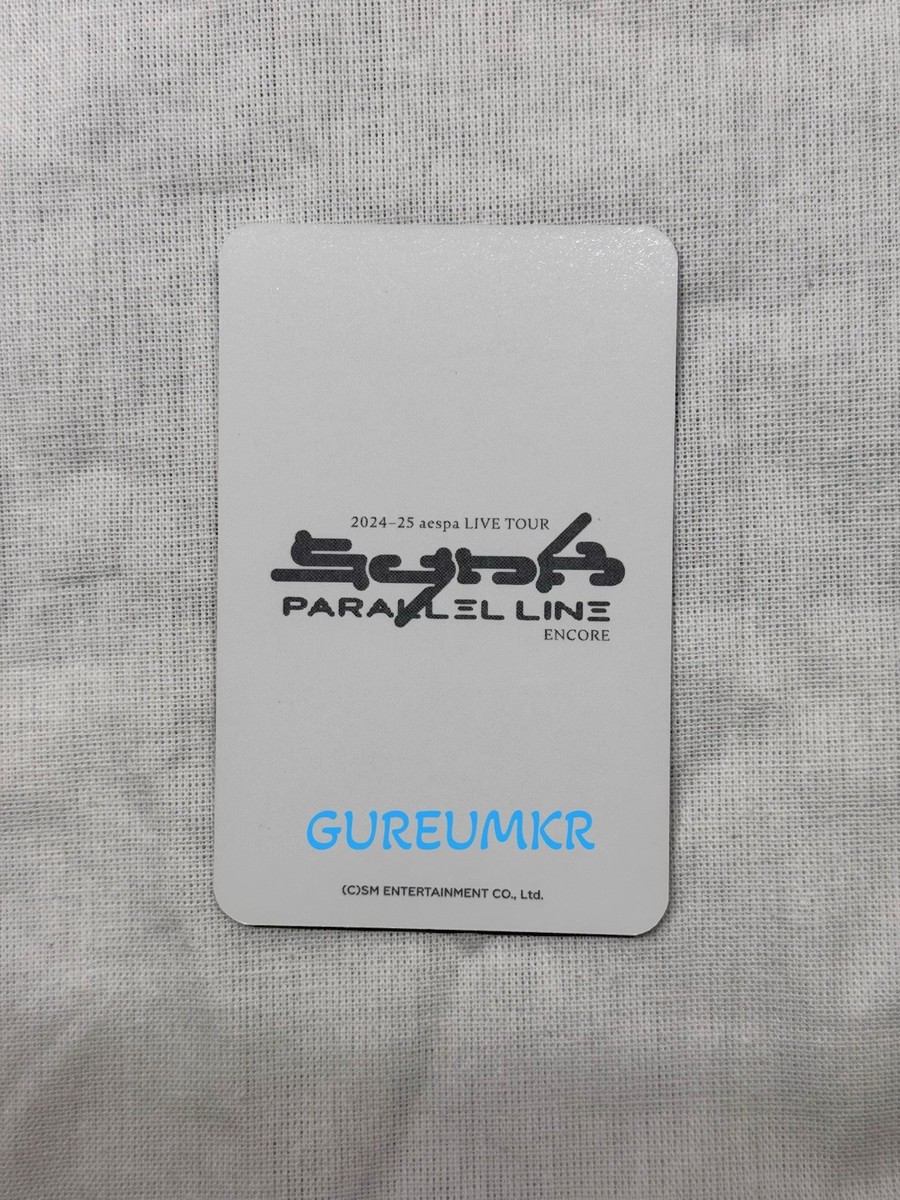 2024–25 aespa LIVE TOUR
SYNK
PARALLEL LINE
ENCORE
GUREUMKR
(C)SM ENTERTAINMENT CO., Ltd.